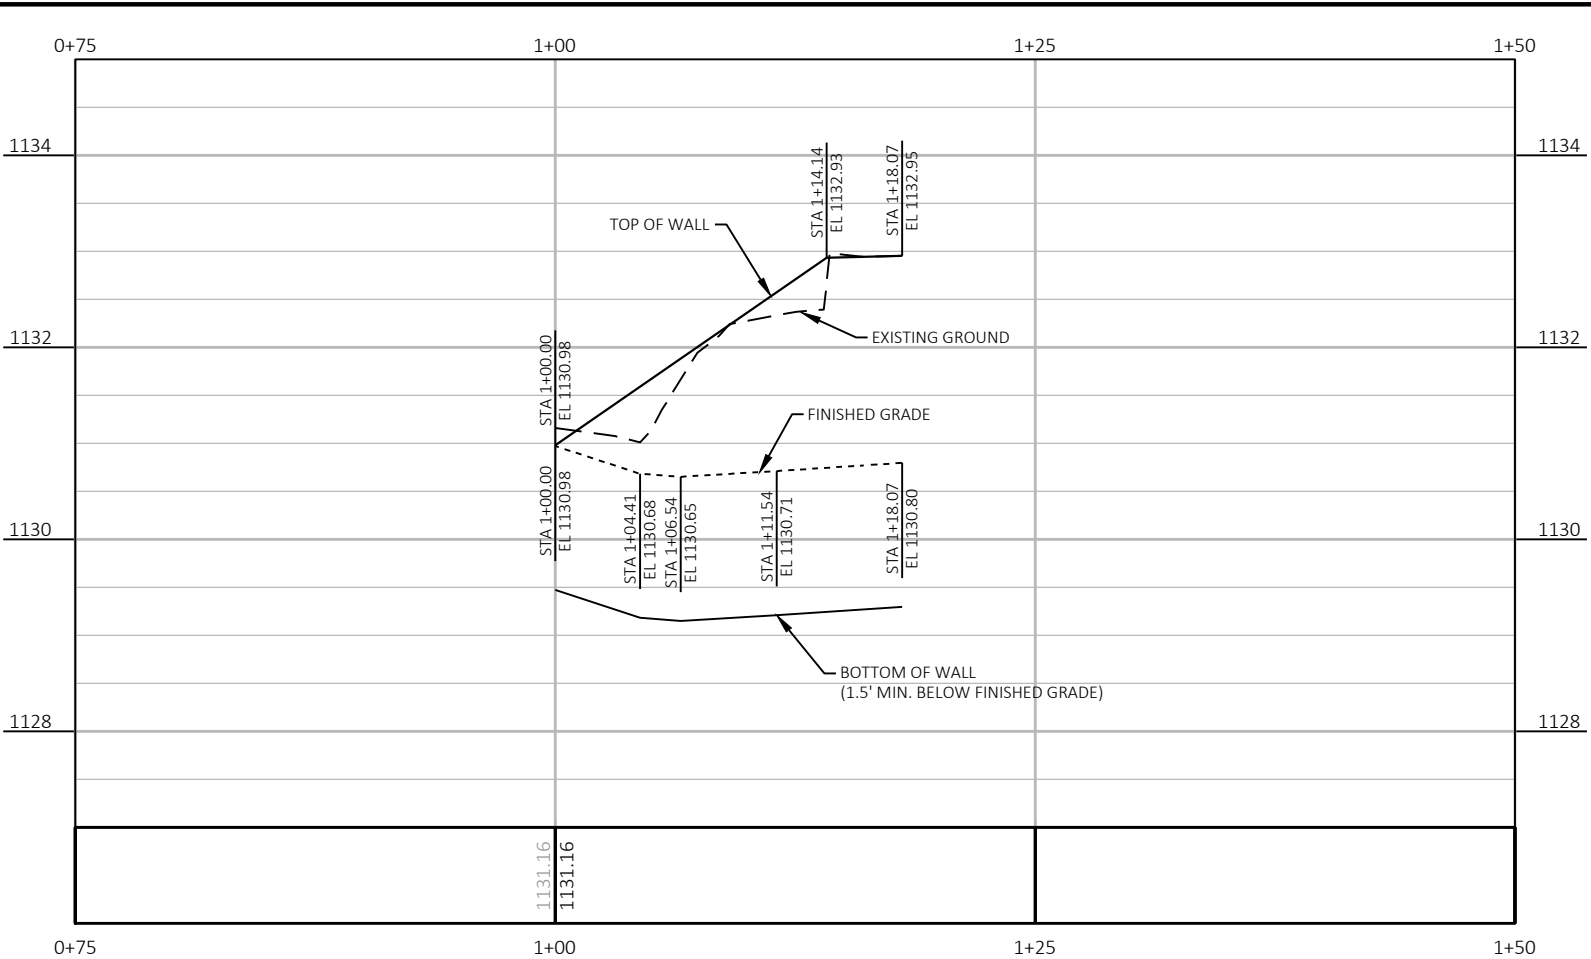 0+75 1+00 1+25 1+50
1134 1134
STA 1+14.14
EL 1132.93
STA 1+18.07
EL 1132.95
TOP OF WALL
1132 1132
STA 1+00.00
EL 1130.98
EXISTING GROUND
FINISHED GRADE
STA 1+00.00
EL 1130.98
STA 1+04.41
EL 1130.68
STA 1+06.54
EL 1130.65
STA 1+11.54
EL 1130.71
STA 1+18.07
EL 1130.80
1130 1130
BOTTOM OF WALL
(1.5' MIN. BELOW FINISHED GRADE)
1128 1128
1131.16
1131.16
0+75 1+00 1+25 1+50